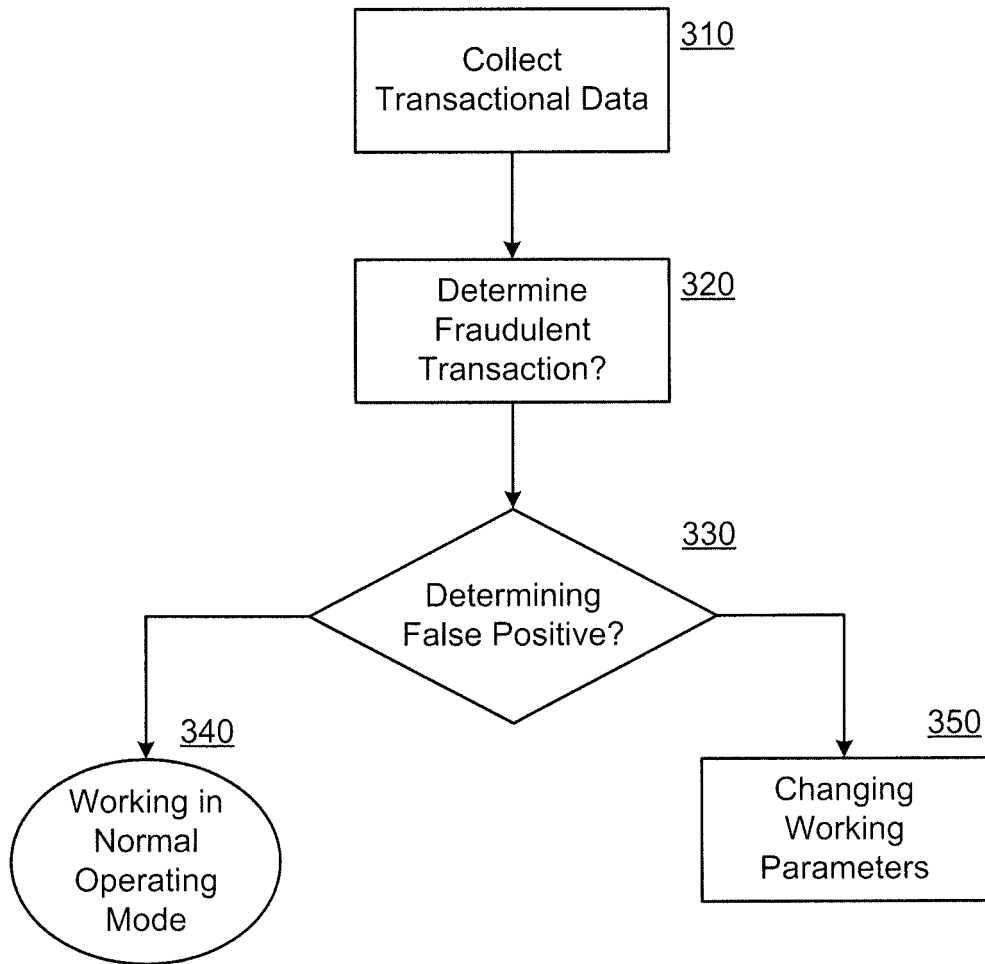 310
Collect
Transactional Data
320
Determine
Fraudulent
Transaction?
330
Determining
False Positive?
340
Working in
Normal
Operating
Mode
350
Changing
Working
Parameters